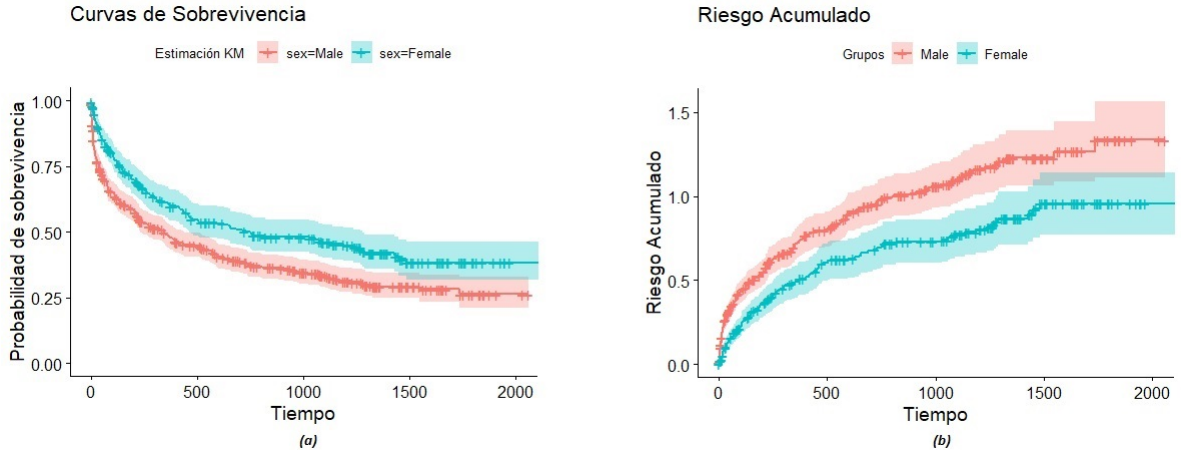 Curvas de Sobrevivencia
Estimación KM sex=Male sex=Female
Probabilidad de sobrevivencia
1.00
0.75
0.50
0.25
0.00
0 500 1000 1500 2000
Tiempo
(a)
Riesgo Acumulado
Grupos Male Female
Riesgo Acumulado
1.5
1.0
0.5
0.0
0 500 1000 1500 2000
Tiempo
(b)